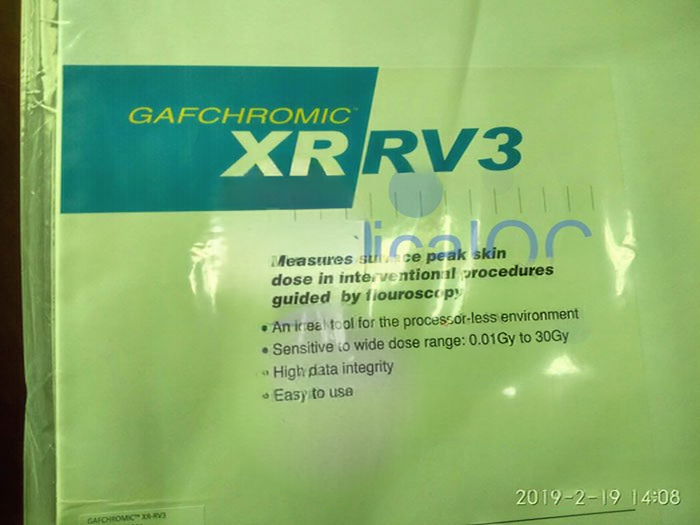 GAFCHROMIC™
XR RV3
Measures surface peak skin
dose in interventional procedures
guided by flouroscopy
• An ideal tool for the processor-less environment
• Sensitive to wide dose range: 0.01Gy to 30Gy
• High data integrity
• Easy to use
GAFCHROMIC™ XR-RV3
2019-2-19 14:08